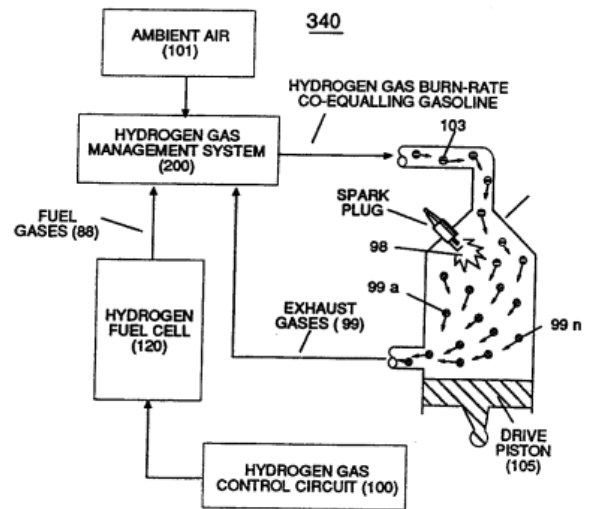 340
AMBIENT AIR
(101)
HYDROGEN GAS BURN-RATE
CO-EQUALLING GASOLINE
103
HYDROGEN GAS
MANAGEMENT SYSTEM
(200)
SPARK
PLUG
98
FUEL
GASES (88)
99 a
99 n
HYDROGEN
FUEL CELL
(120)
EXHAUST
GASES ( 99)
DRIVE
PISTON
(105)
HYDROGEN GAS
CONTROL CIRCUIT (100)